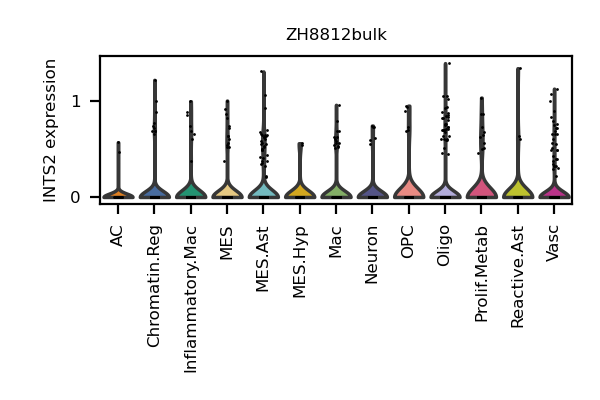 ZH8812bulk
INTS2 expression
1
0
AC
Chromatin.Reg
Inflammatory.Mac
MES
MES.Ast
MES.Hyp
Mac
Neuron
OPC
Oligo
Prolif.Metab
Reactive.Ast
Vasc